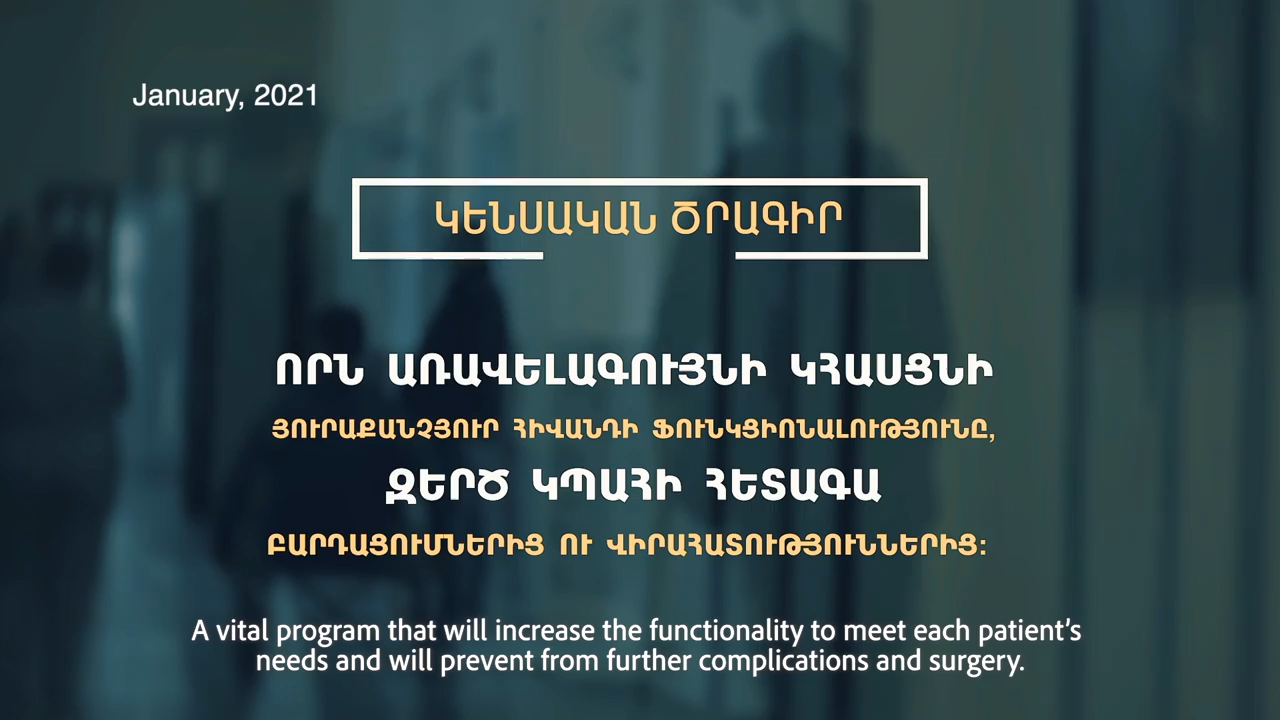 January, 2021
ԿԵՆՍԱԿԱՆ ԾՐԱԳԻՐ
ՈՐՆ ԱՌԱՎԵԼԱԳՈՒՅՆԻ ԿՀԱՍՑՆԻ
ՅՈՒՐԱՔԱՆՉՅՈՒՐ ՀԻՎԱՆԴԻ ՖՈՒՆԿՑԻՈՆԱԼՈՒԹՅՈՒՆԸ,
ԶԵՐԾ ԿՊԱՀԻ ՀԵՏԱԳԱ
ԲԱՐԴԱՑՈՒՄՆԵՐԻՑ ՈՒ ՎԻՐԱՀԱՏՈՒԹՅՈՒՆՆԵՐԻՑ:
A vital program that will increase the functionality to meet each patient’s
needs and will prevent from further complications and surgery.